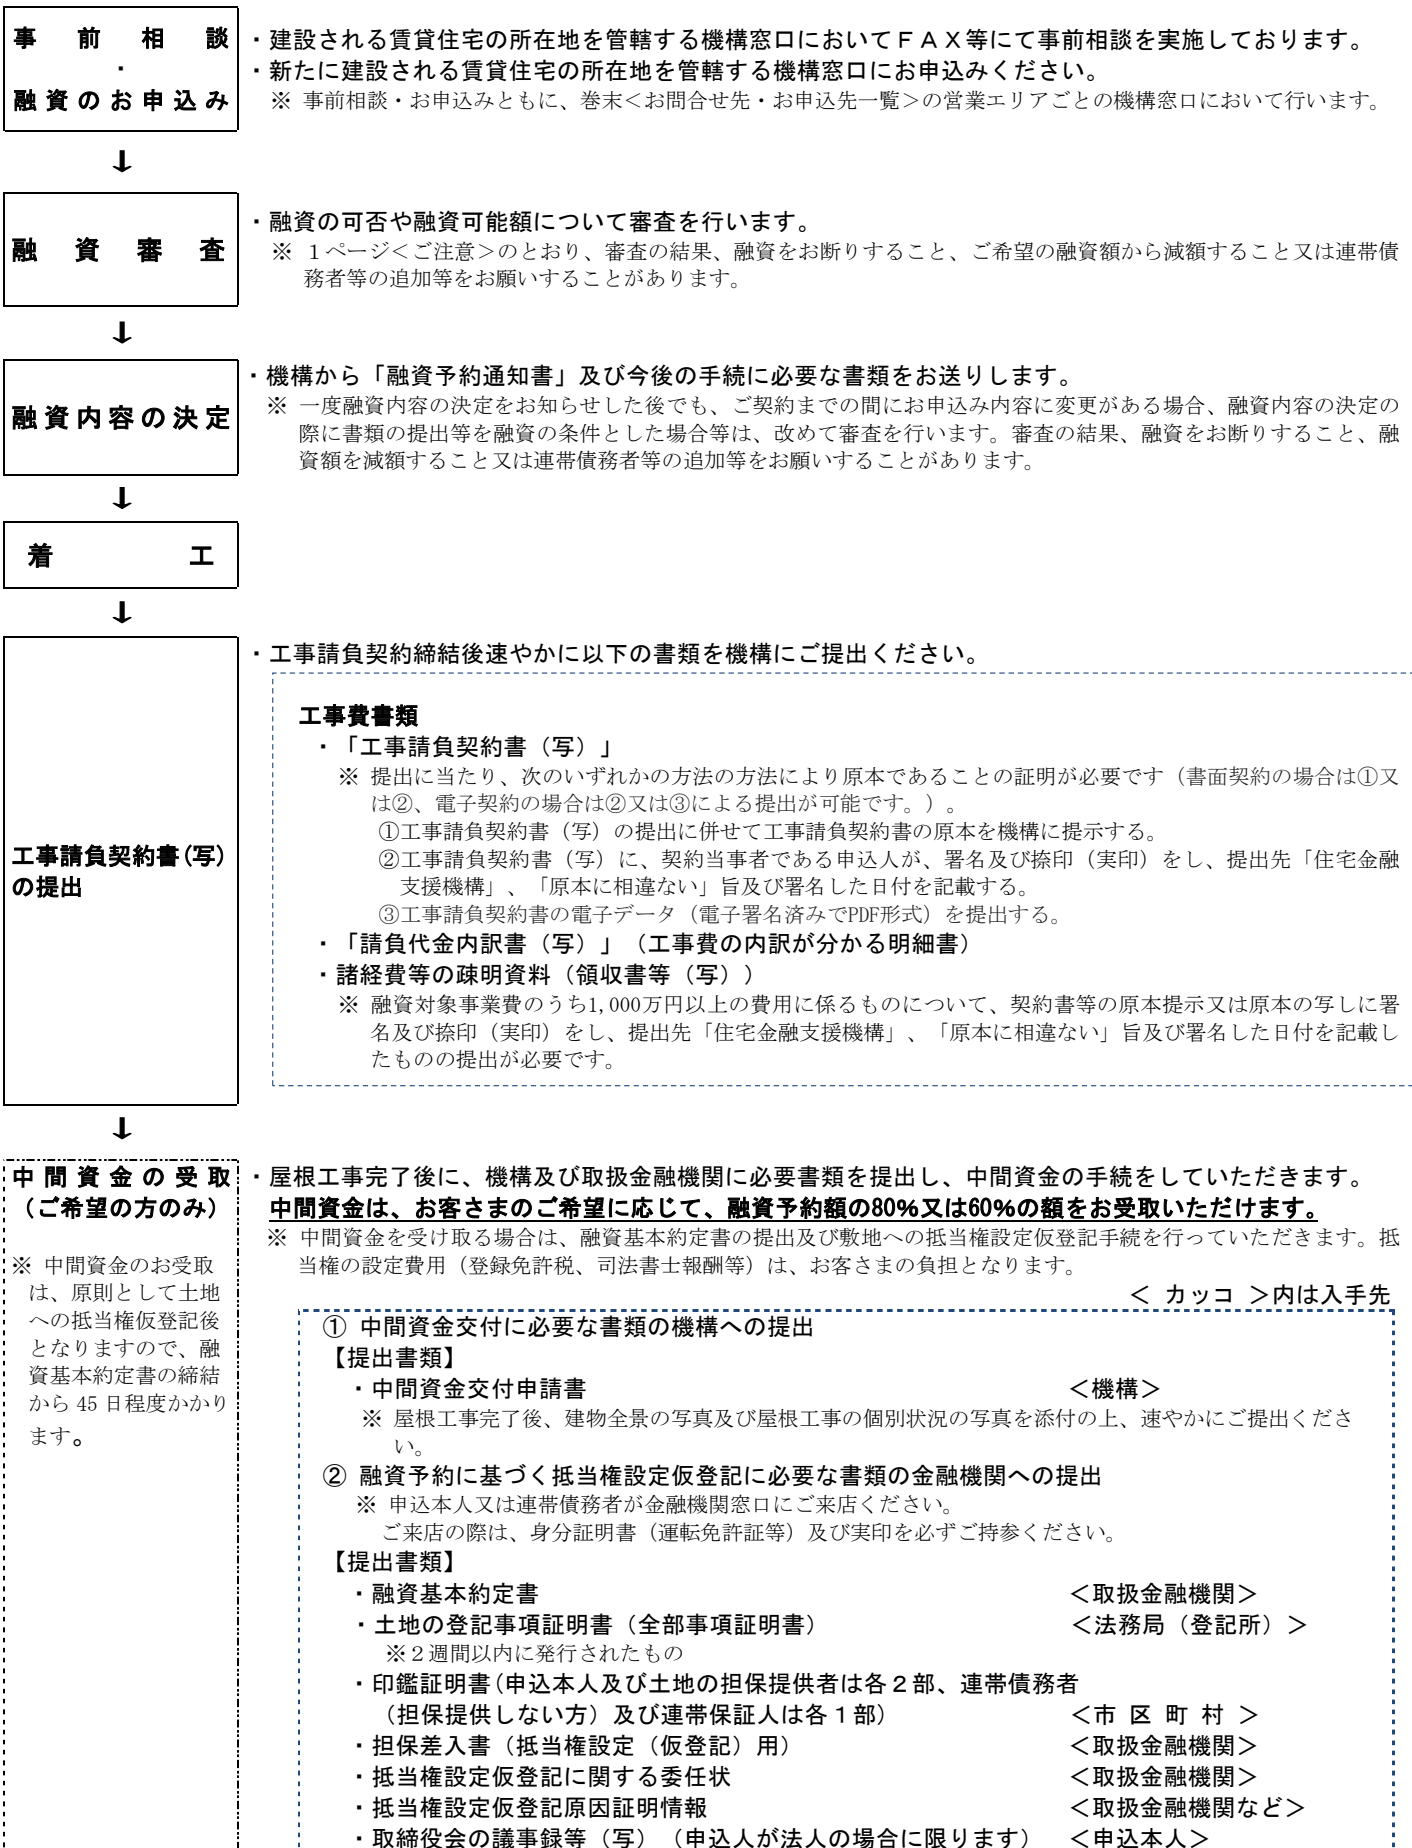 事前相談
・
融資のお申込み
・建設される賃貸住宅の所在地を管轄する機構窓口においてＦＡＸ等にて事前相談を実施しております。
・新たに建設される賃貸住宅の所在地を管轄する機構窓口にお申込みください。
※ 事前相談・お申込みともに、巻末＜お問合せ先・お申込先一覧＞の営業エリアごとの機構窓口において行います。
↓
融資審査
・融資の可否や融資可能額について審査を行います。
※ １ページ＜ご注意＞のとおり、審査の結果、融資をお断りすること、ご希望の融資額から減額すること又は連帯債
務者等の追加等をお願いすることがあります。
↓
融資内容の決定
・機構から「融資予約通知書」及び今後の手続に必要な書類をお送りします。
※ 一度融資内容の決定をお知らせした後でも、ご契約までの間にお申込み内容に変更がある場合、融資内容の決定の
際に書類の提出等を融資の条件とした場合等は、改めて審査を行います。審査の結果、融資をお断りすること、融
資額を減額すること又は連帯債務者等の追加等をお願いすることがあります。
↓
着工
↓
工事請負契約書(写)
の提出
・工事請負契約締結後速やかに以下の書類を機構にご提出ください。
工事費書類
・「工事請負契約書（写）」
※ 提出に当たり、次のいずれかの方法の方法により原本であることの証明が必要です（書面契約の場合は①又
は②、電子契約の場合は②又は③による提出が可能です。）。
①工事請負契約書（写）の提出に併せて工事請負契約書の原本を機構に提示する。
②工事請負契約書（写）に、契約当事者である申込人が、署名及び捺印（実印）をし、提出先「住宅金融
支援機構」、「原本に相違ない」旨及び署名した日付を記載する。
③工事請負契約書の電子データ（電子署名済みでPDF形式）を提出する。
・「請負代金内訳書（写）」（工事費の内訳が分かる明細書）
・諸経費等の疎明資料（領収書等（写））
※ 融資対象事業費のうち1,000万円以上の費用に係るものについて、契約書等の原本提示又は原本の写しに署
名及び捺印（実印）をし、提出先「住宅金融支援機構」、「原本に相違ない」旨及び署名した日付を記載し
たものの提出が必要です。
↓
中間資金の受取
（ご希望の方のみ）
※ 中間資金のお受取
は、原則として土地
への抵当権仮登記後
となりますので、融
資基本約定書の締結
から 45 日程度かかり
ます。
・屋根工事完了後に、機構及び取扱金融機関に必要書類を提出し、中間資金の手続をしていただきます。
中間資金は、お客さまのご希望に応じて、融資予約額の80%又は60%の額をお受取いただけます。
※ 中間資金を受け取る場合は、融資基本約定書の提出及び敷地への抵当権設定仮登記手続を行っていただきます。抵
当権の設定費用（登録免許税、司法書士報酬等）は、お客さまの負担となります。
＜ カッコ ＞内は入手先
① 中間資金交付に必要な書類の機構への提出
【提出書類】
・中間資金交付申請書 ＜機構＞
※ 屋根工事完了後、建物全景の写真及び屋根工事の個別状況の写真を添付の上、速やかにご提出くださ
い。
② 融資予約に基づく抵当権設定仮登記に必要な書類の金融機関への提出
※ 申込本人又は連帯債務者が金融機関窓口にご来店ください。
ご来店の際は、身分証明書（運転免許証等）及び実印を必ずご持参ください。
【提出書類】
・融資基本約定書 ＜取扱金融機関＞
・土地の登記事項証明書（全部事項証明書） ＜法務局（登記所）＞
※２週間以内に発行されたもの
・印鑑証明書(申込本人及び土地の担保提供者は各２部、連帯債務者
（担保提供しない方）及び連帯保証人は各１部） ＜市 区 町 村 ＞
・担保差入書（抵当権設定（仮登記）用） ＜取扱金融機関＞
・抵当権設定仮登記に関する委任状 ＜取扱金融機関＞
・抵当権設定仮登記原因証明情報 ＜取扱金融機関など＞
・取締役会の議事録等（写）（申込人が法人の場合に限ります） ＜申込本人＞